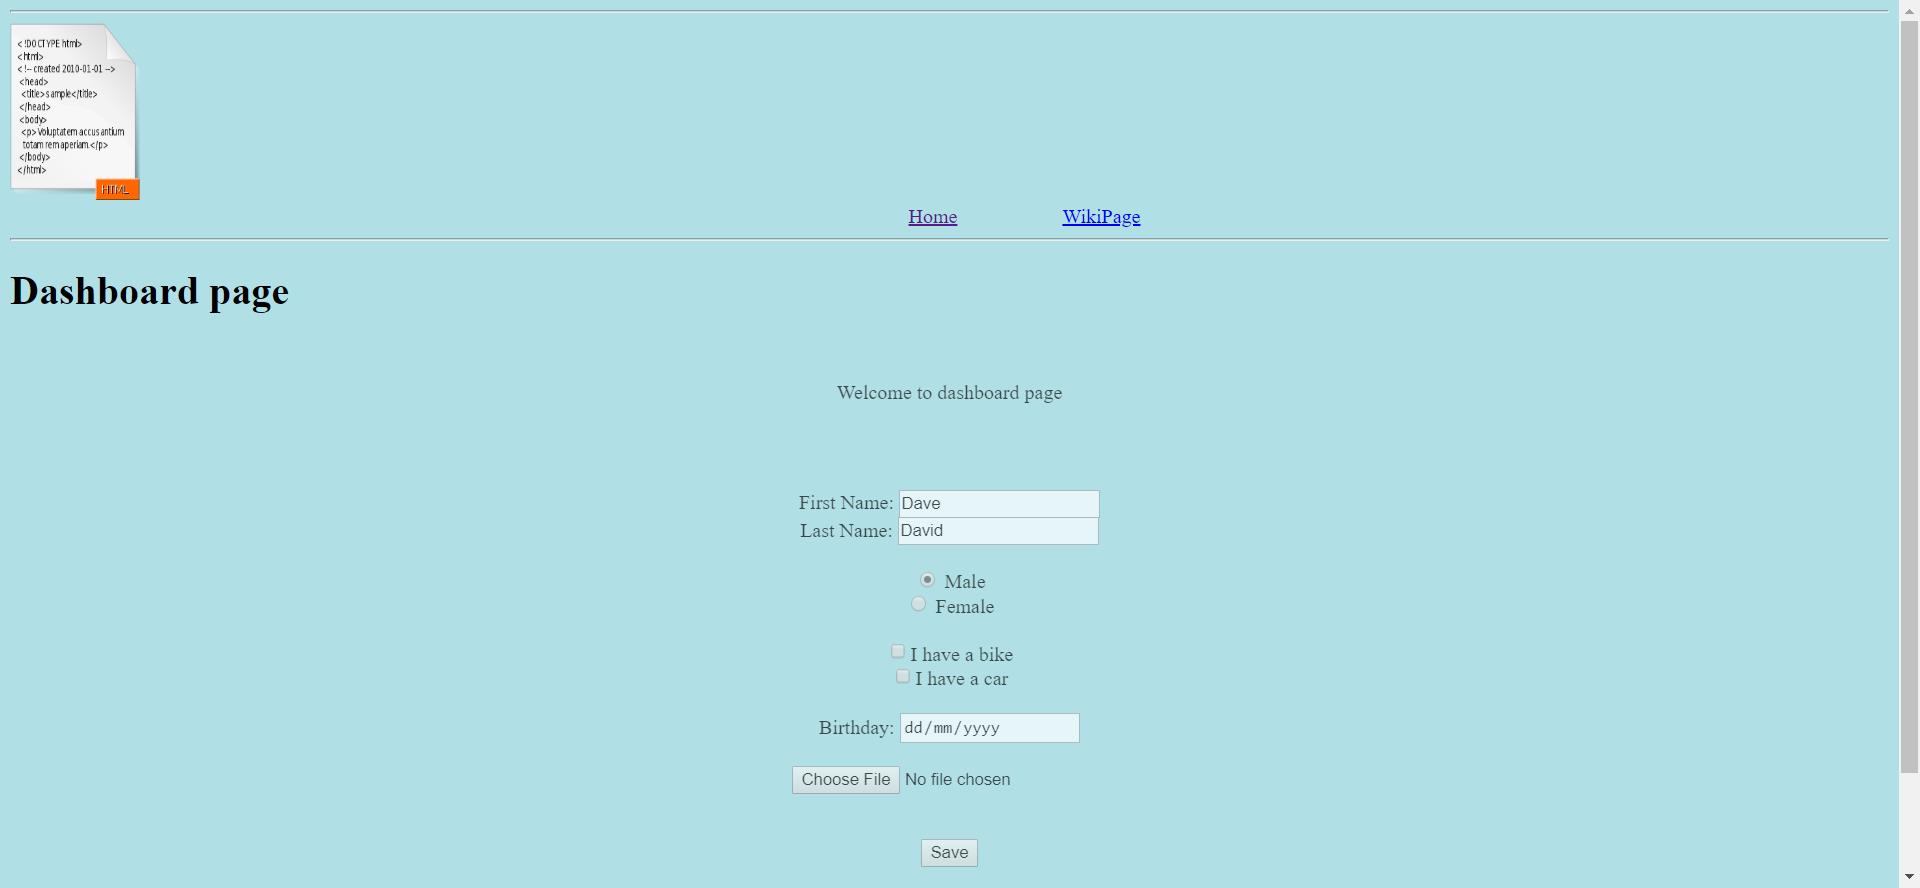 <!DOCTYPE html>
<html>
<!-- created 2010-01-01 -->
<head>
<title>sample</title>
</head>
<body>
<p>Voluptatem accusantium
totam rem aperiam.</p>
</body>
</html>
HTML
Home WikiPage
Dashboard page
Welcome to dashboard page
First Name: Dave
Last Name: David
Male
Female
I have a bike
I have a car
Birthday: dd/mm/yyyy
Choose File No file chosen
Save